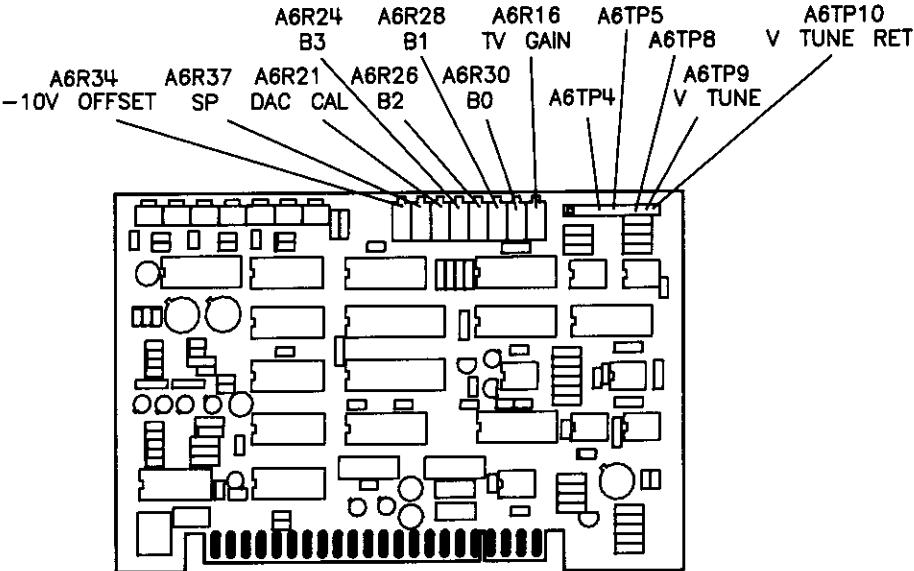 A6R24
B3
A6R28
B1
A6R16
TV GAIN
A6TP5
A6TP8
A6TP10
V TUNE RET
A6R34
-10V OFFSET
A6R37
SP
A6R21
DAC CAL
A6R26
B2
A6R30
B0
A6TP4
A6TP9
V TUNE